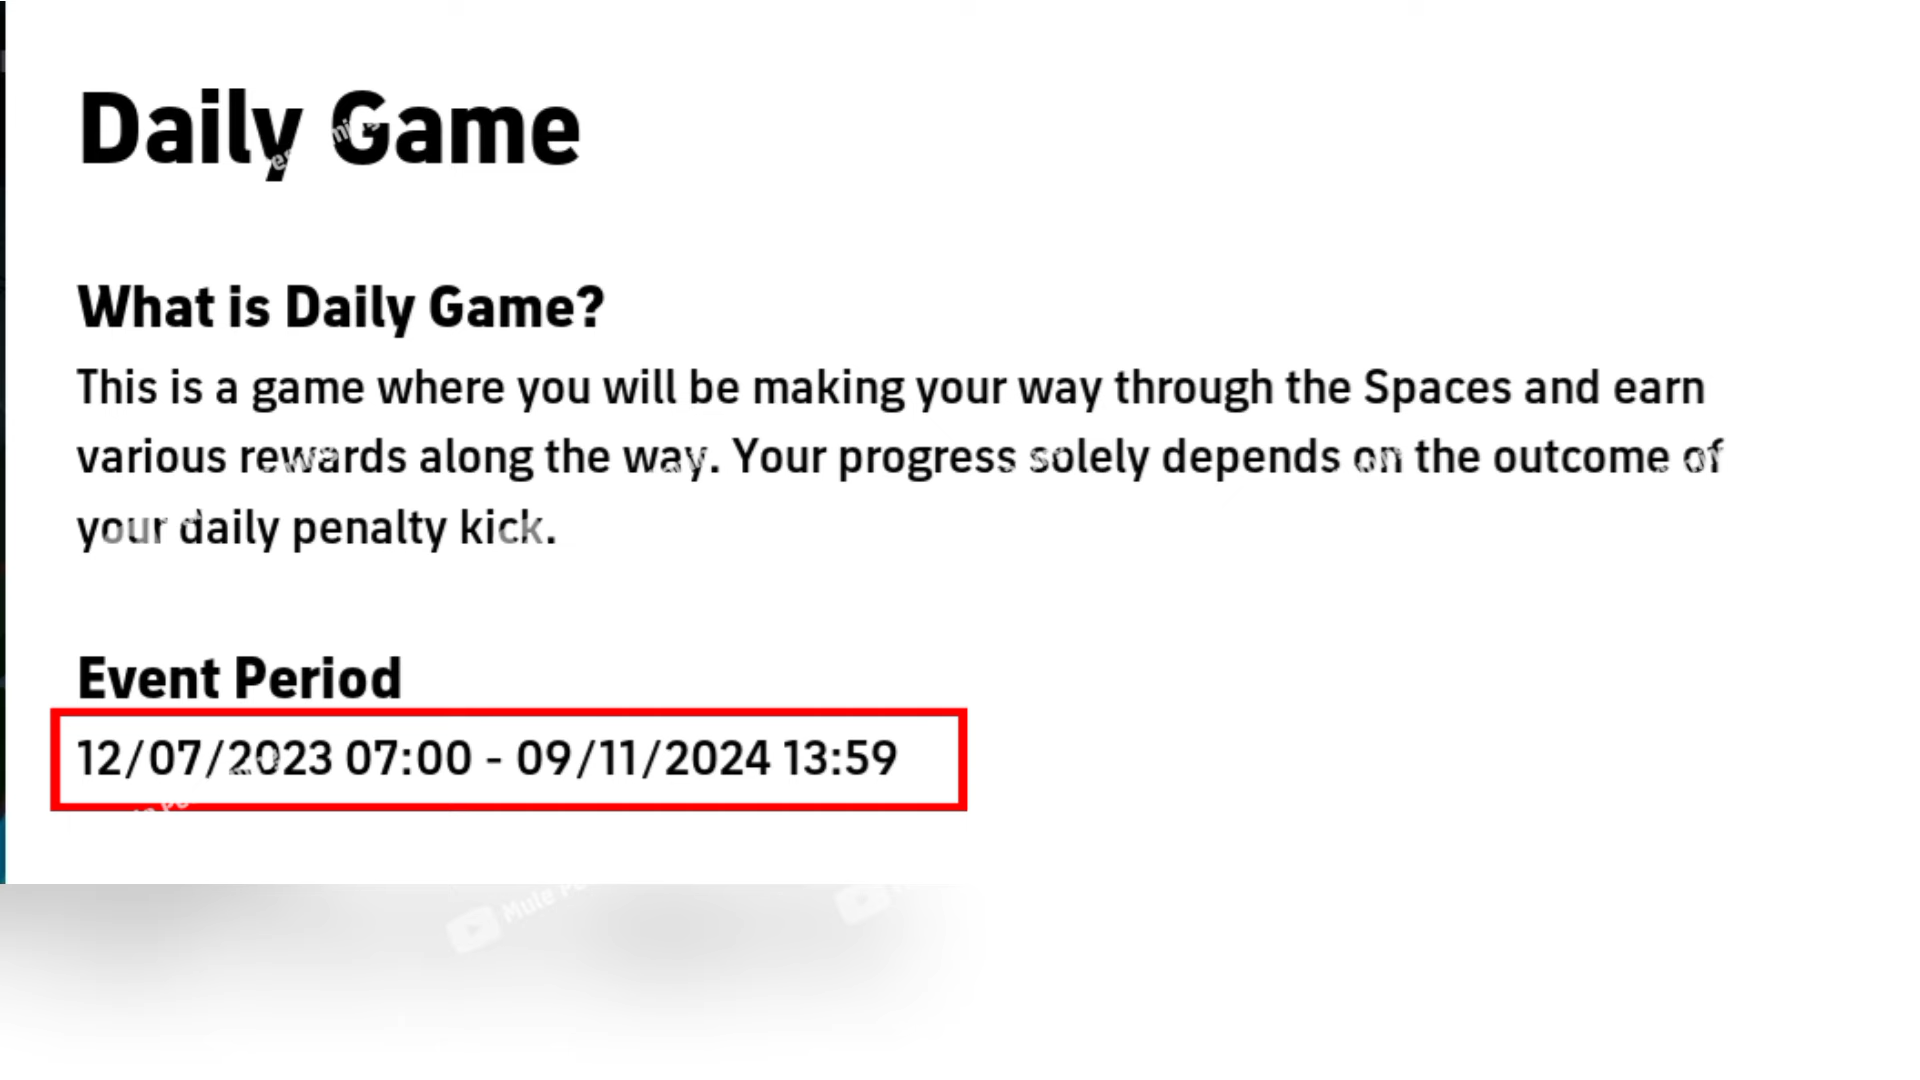 Daily Game
What is Daily Game?
This is a game where you will be making your way through the Spaces and earn
various rewards along the way. Your progress solely depends on the outcome of
your daily penalty kick.
Event Period
12/07/2023 07:00 - 09/11/2024 13:59
Mule